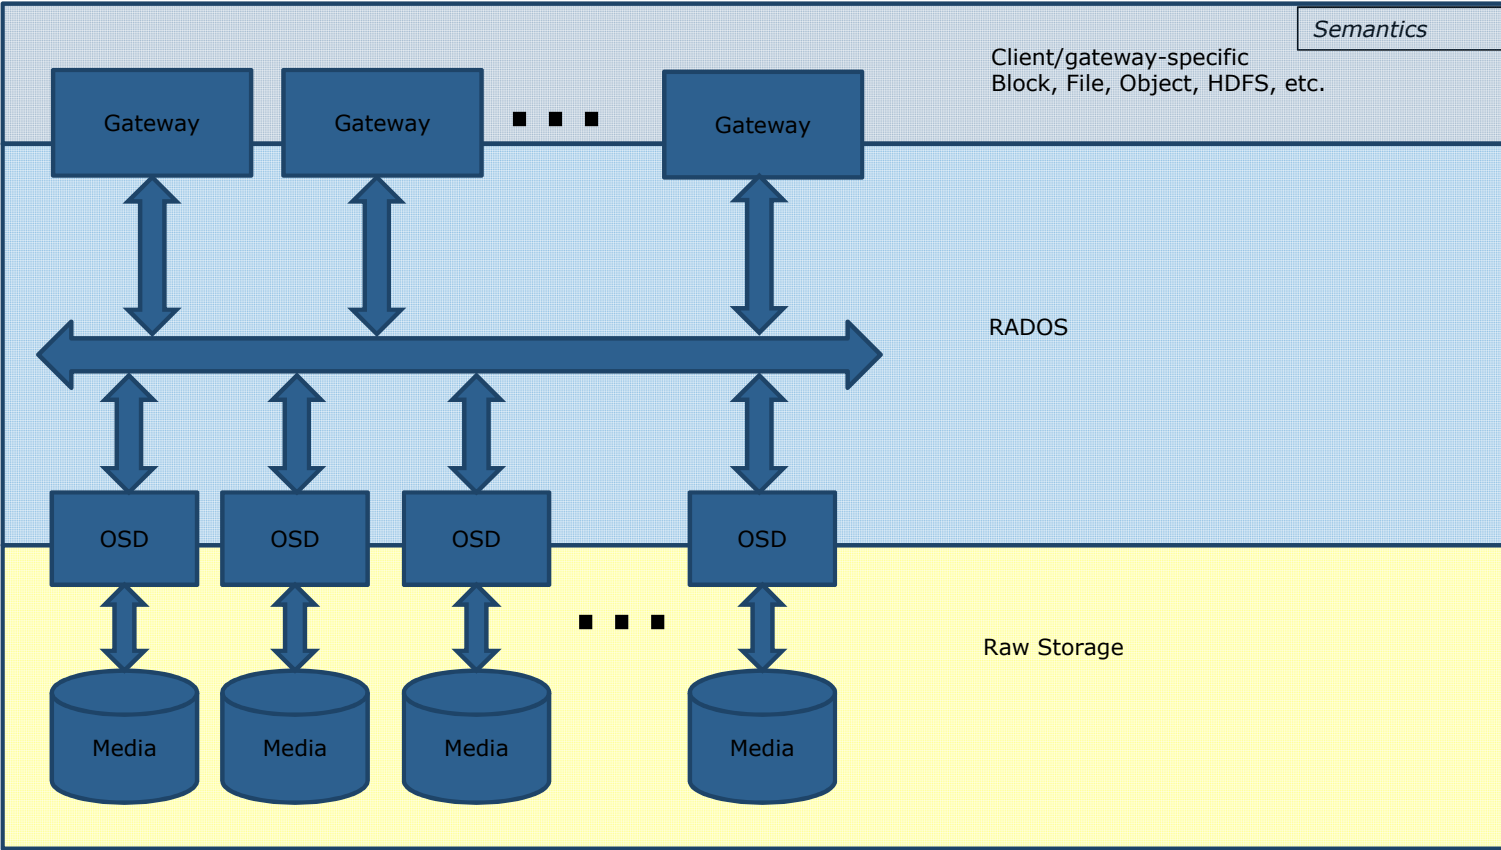 Semantics
Client/gateway-specific
Block, File, Object, HDFS, etc.
Gateway
Gateway
Gateway
RADOS
OSD
OSD
OSD
OSD
Raw Storage
Media
Media
Media
Media